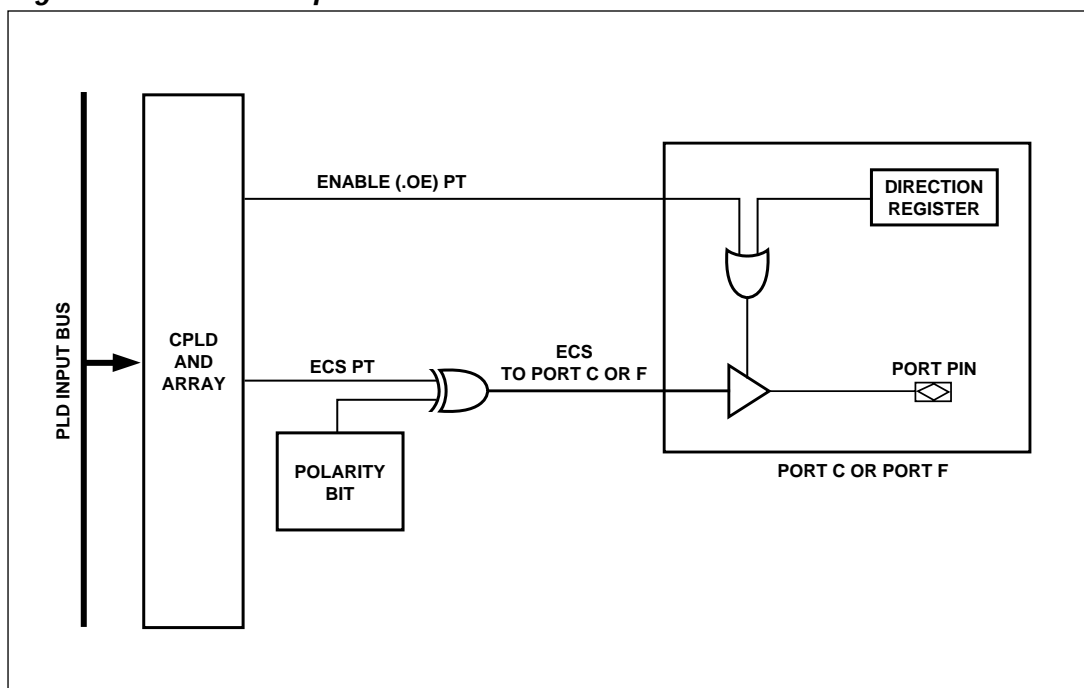 ENABLE (.OE) PT
DIRECTION
REGISTER
PLD INPUT BUS
CPLD
AND
ARRAY
ECS PT
ECS
TO PORT C OR F
PORT PIN
POLARITY
BIT
PORT C OR PORT F